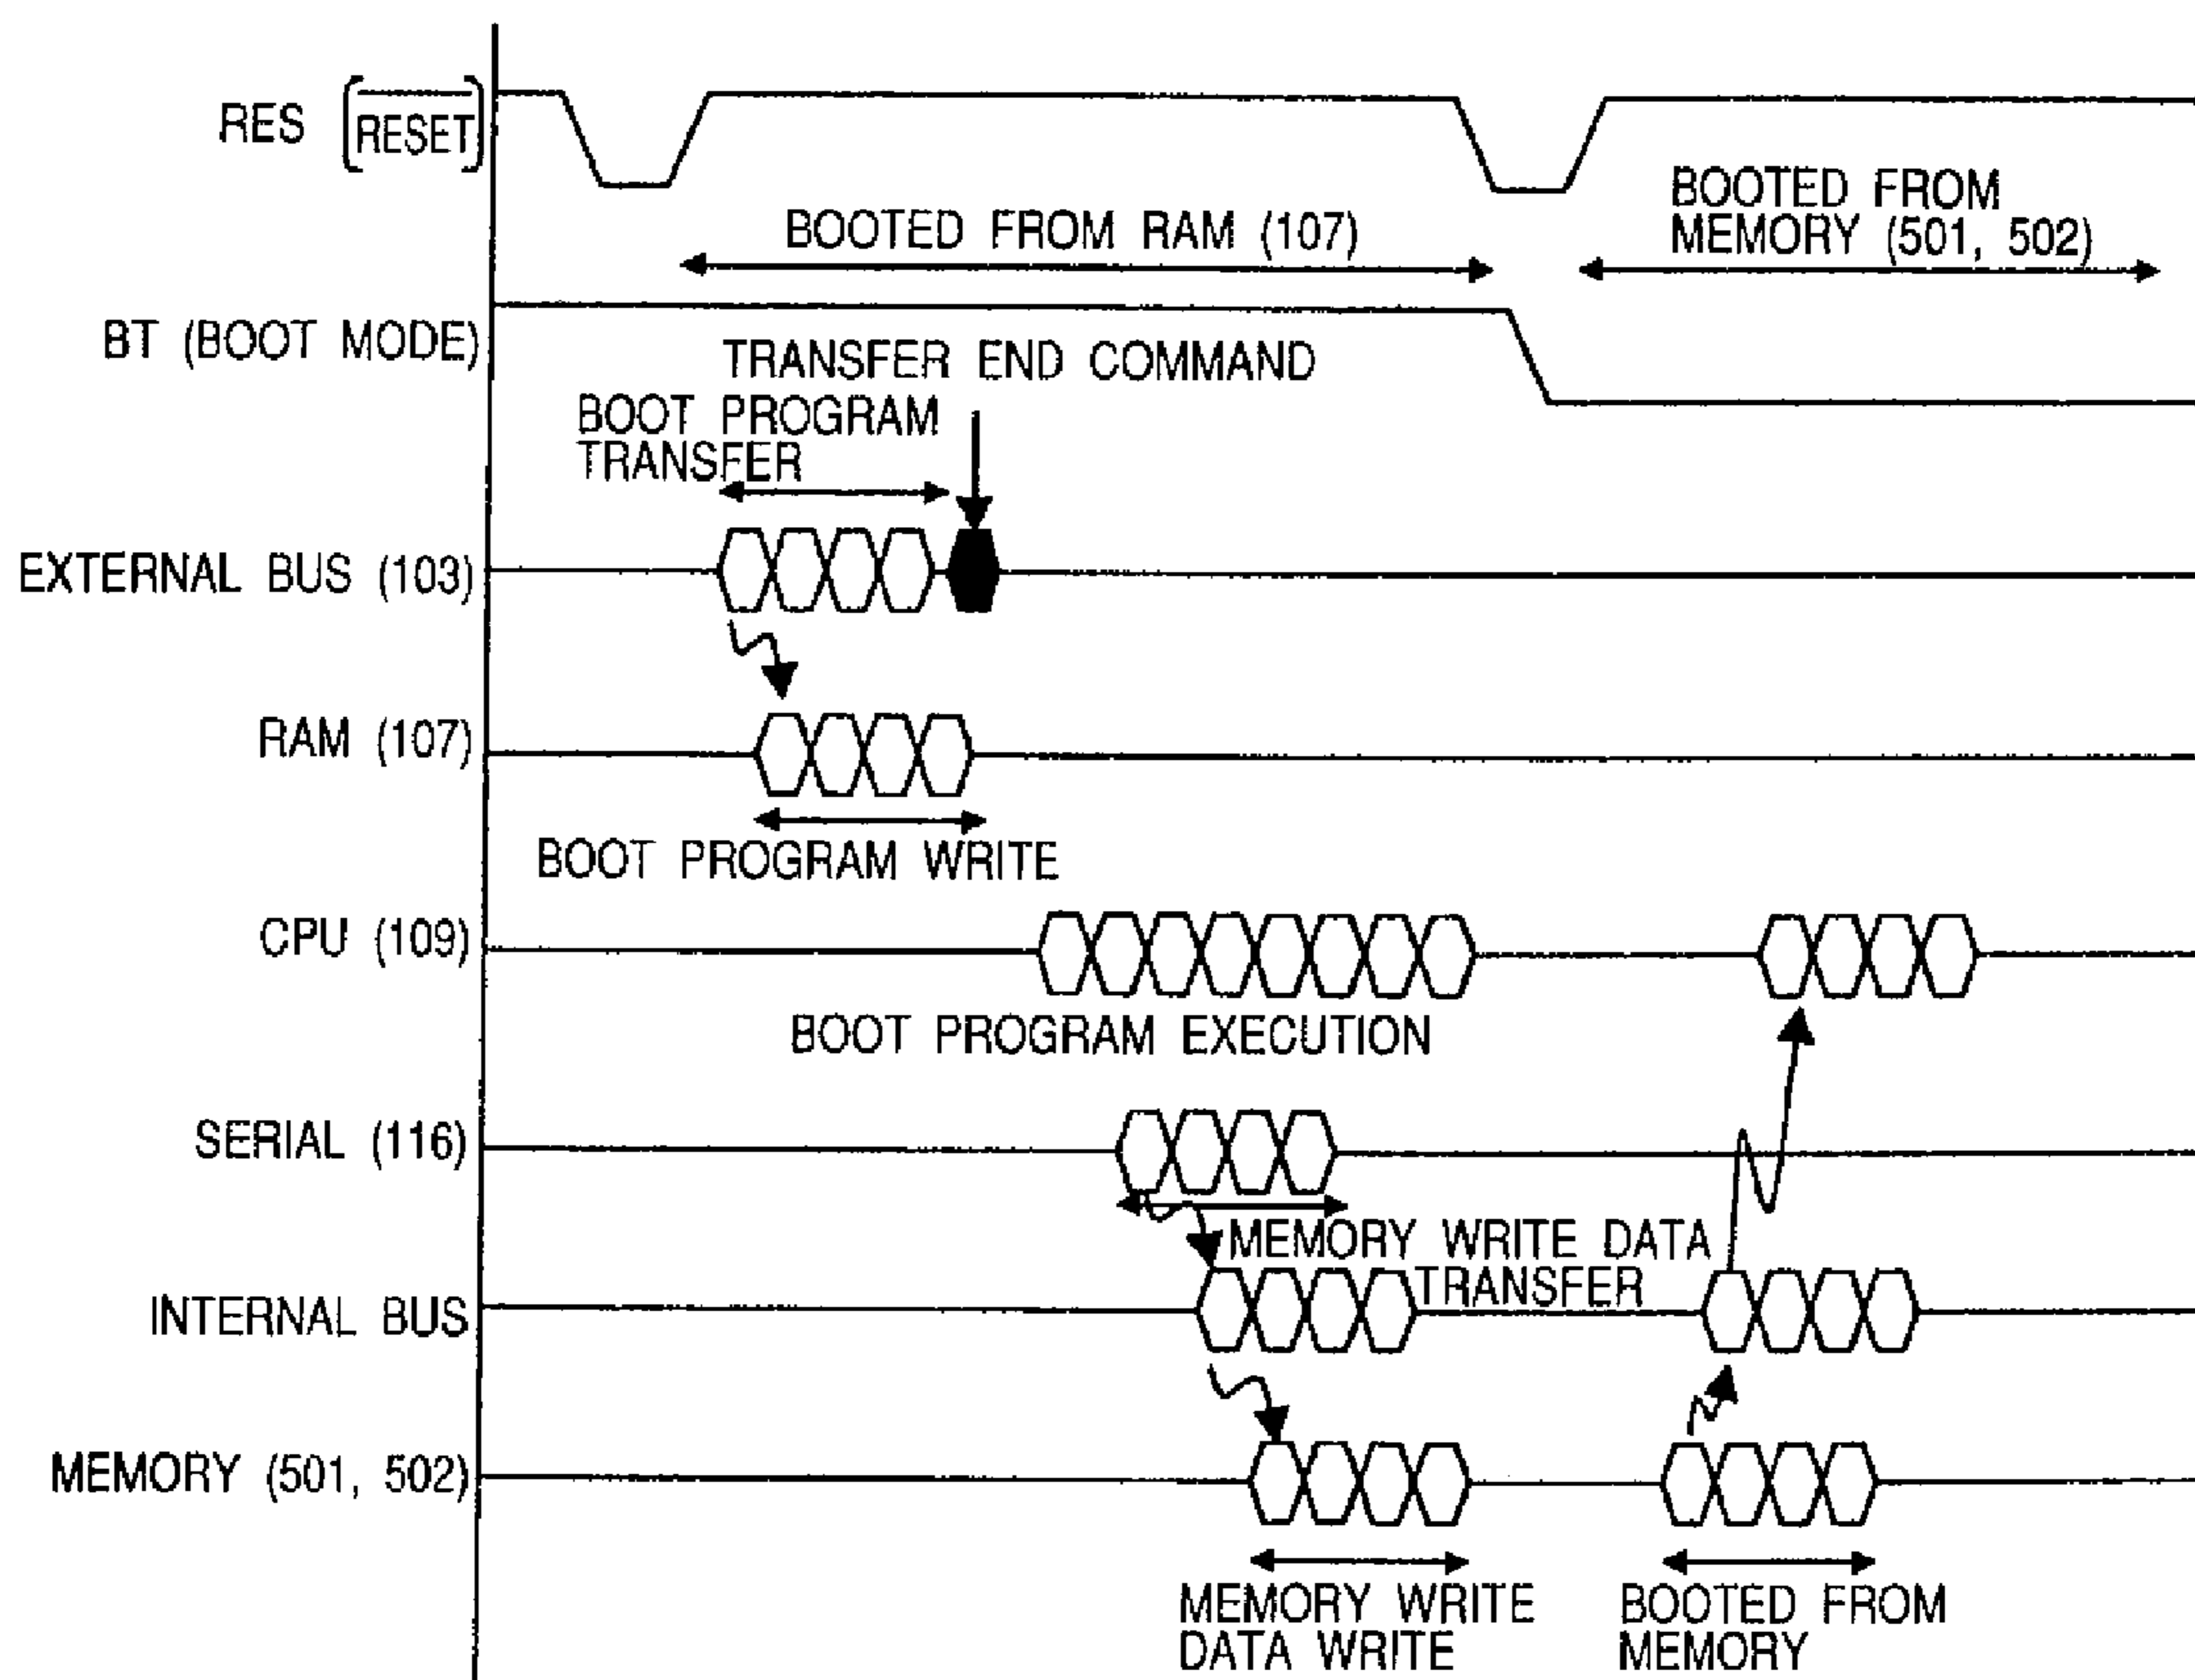 RES (RESET)
BOOTED FROM RAM (107)
BOOTED FROM
MEMORY (501, 502)
BT (BOOT MODE)
TRANSFER END COMMAND
BOOT PROGRAM
TRANSFER
EXTERNAL BUS (103)
RAM (107)
BOOT PROGRAM WRITE
CPU (109)
BOOT PROGRAM EXECUTION
SERIAL (116)
MEMORY WRITE DATA
TRANSFER
INTERNAL BUS
MEMORY (501, 502)
MEMORY WRITE
DATA WRITE
BOOTED FROM
MEMORY